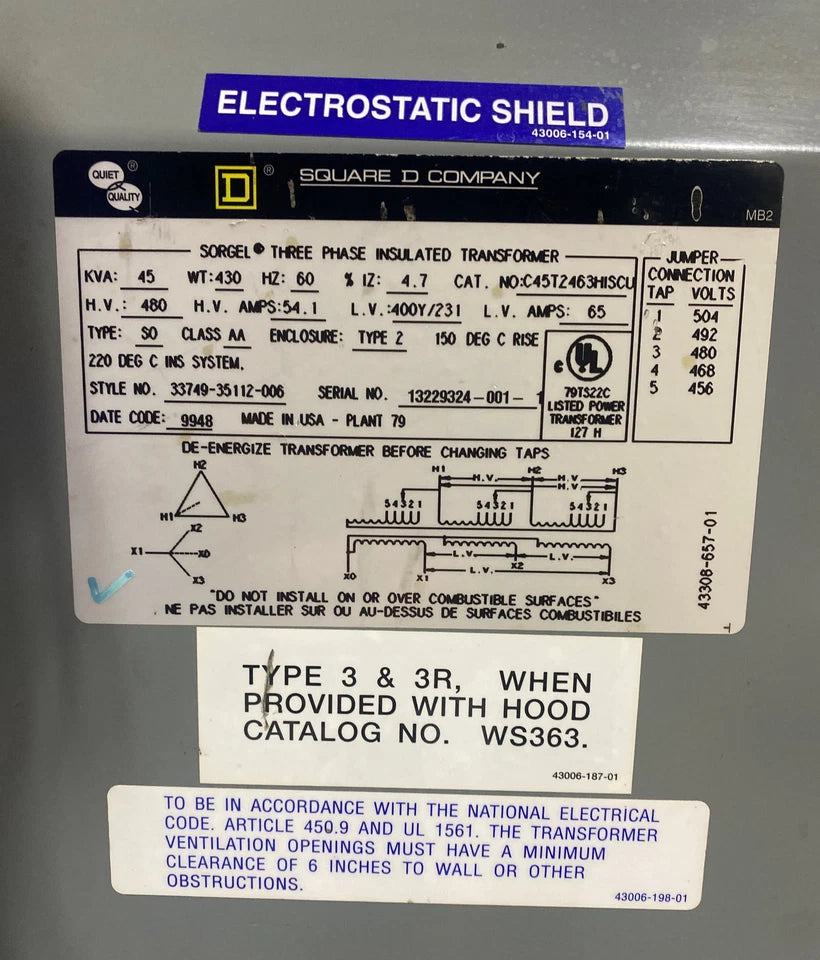 ELECTROSTATIC SHIELD
43006-154-01
QUIET QUALITY ®
D ®
SQUARE D COMPANY
MB2
SORGEL® THREE PHASE INSULATED TRANSFORMER
KVA: 45 WT: 430 HZ: 60 % IZ: 4.7 CAT. NO: C45T2463HISCU
H.V.: 480 H.V. AMPS: 54.1 L.V.: 400Y/231 L.V. AMPS: 65
TYPE: SO CLASS AA ENCLOSURE: TYPE 2 150 DEG C RISE
220 DEG C INS SYSTEM.
STYLE NO. 33749-35112-006 SERIAL NO. 13229324-001-
DATE CODE: 9948 MADE IN USA - PLANT 79
c UL ®
79TS22C
LISTED POWER
TRANSFORMER
127 H
JUMPER
CONNECTION
TAP VOLTS
1 504
2 492
3 480
4 468
5 456
DE-ENERGIZE TRANSFORMER BEFORE CHANGING TAPS
H2
H1 H3
X2
X1 X0
X3
H1 H2 H3
H.V. H.V.
H.V.
54321 54321 54321
L.V. L.V.
L.V.
X0 X1 X2 X3
"DO NOT INSTALL ON OR OVER COMBUSTIBLE SURFACES"
NE PAS INSTALLER SUR OU AU-DESSUS DE SURFACES COMBUSTIBILES
43308-657-01
TYPE 3 & 3R, WHEN
PROVIDED WITH HOOD
CATALOG NO. WS363.
43006-187-01
TO BE IN ACCORDANCE WITH THE NATIONAL ELECTRICAL
CODE. ARTICLE 450.9 AND UL 1561. THE TRANSFORMER
VENTILATION OPENINGS MUST HAVE A MINIMUM
CLEARANCE OF 6 INCHES TO WALL OR OTHER
OBSTRUCTIONS.
43006-198-01